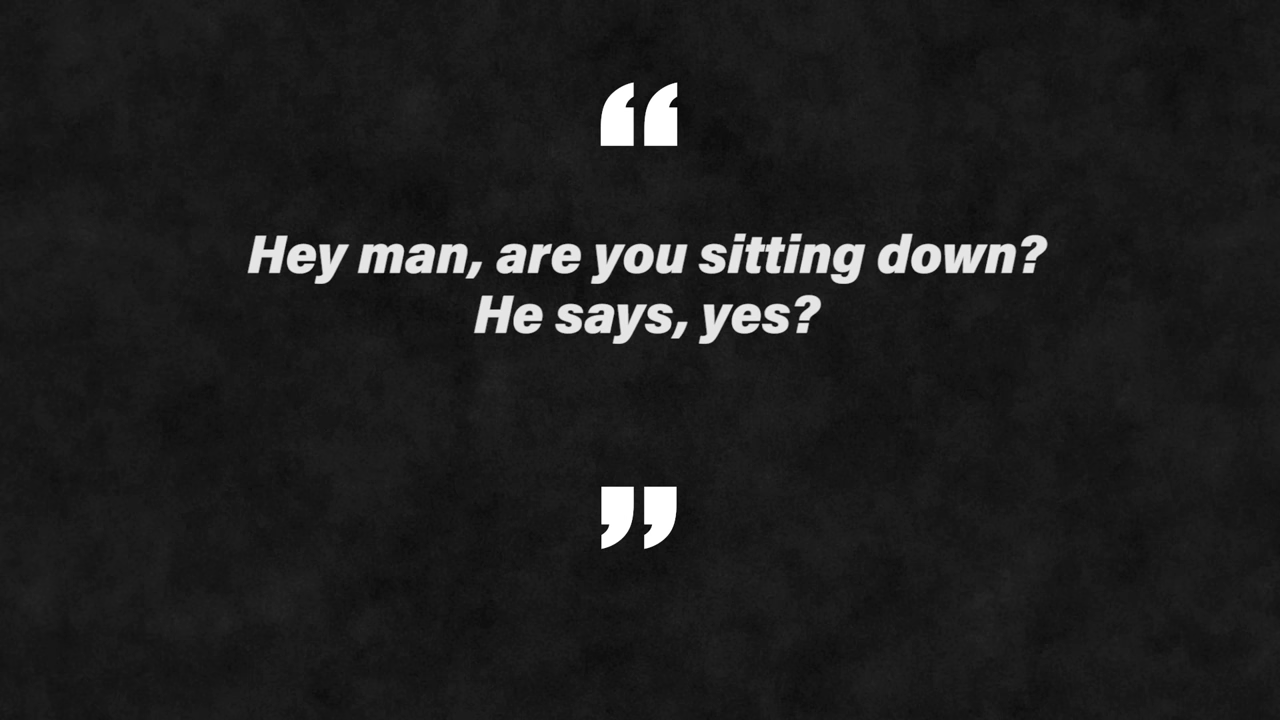 “
Hey man, are you sitting down?
He says, yes?
”